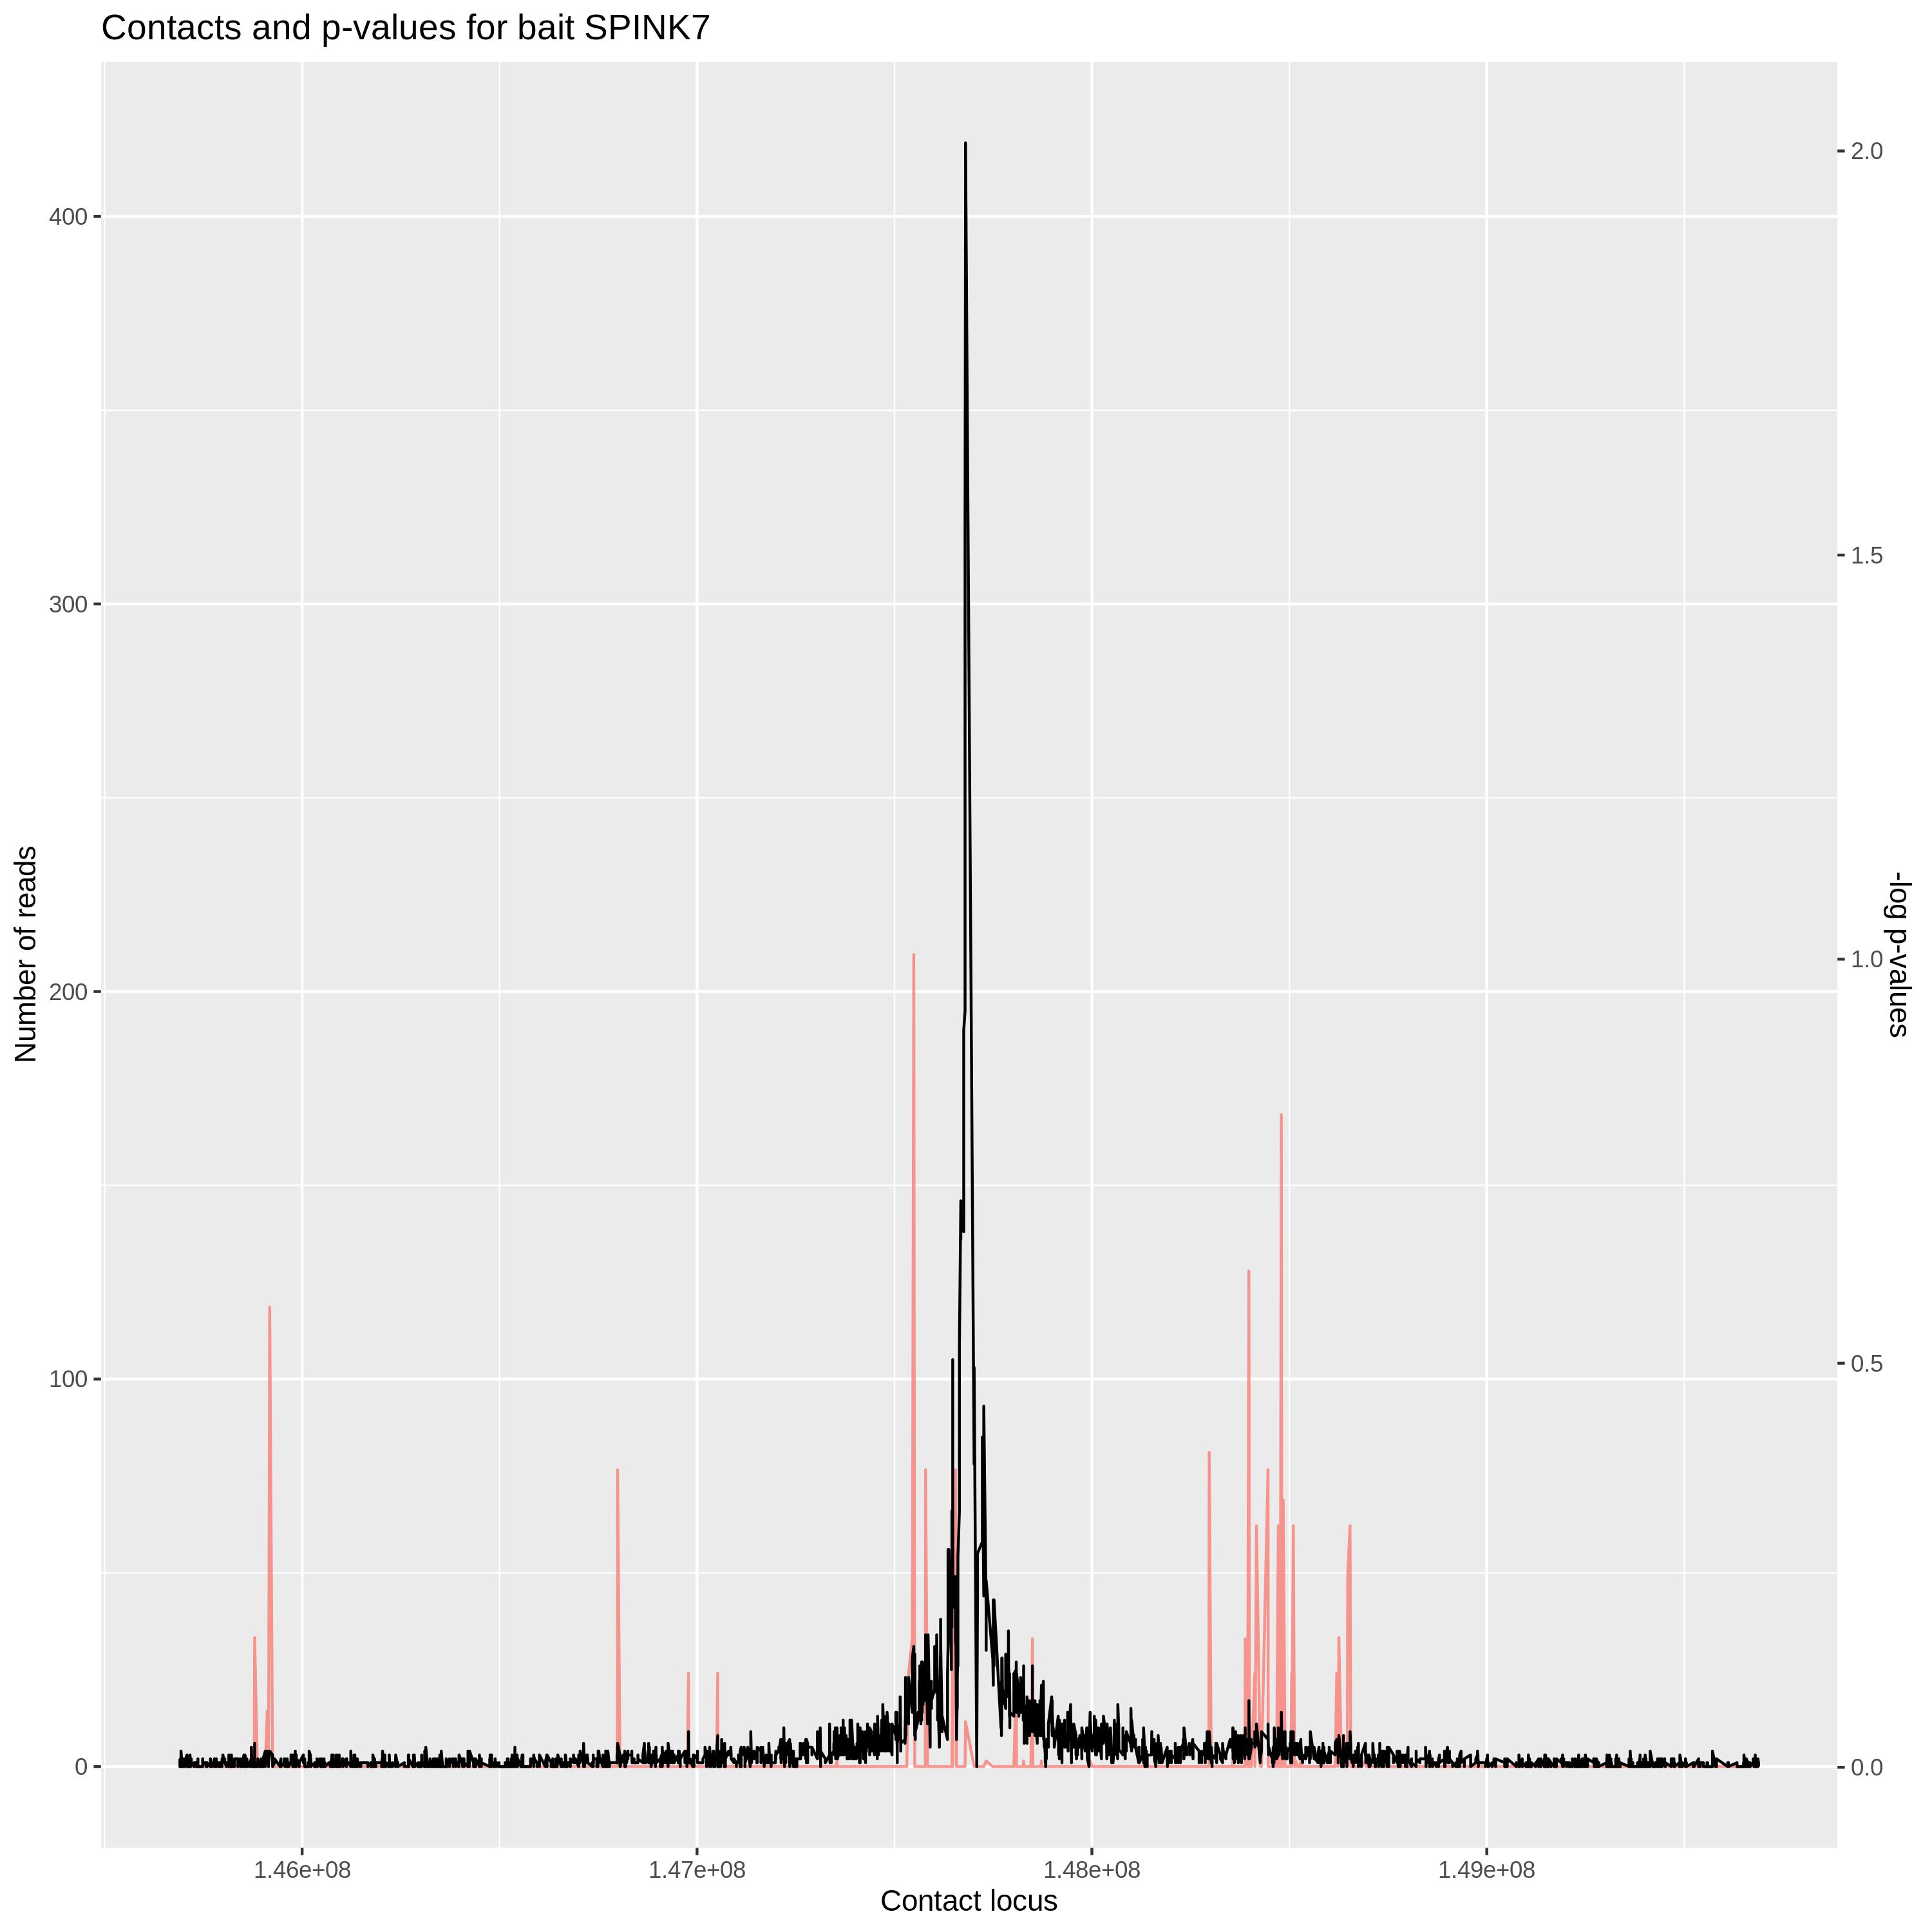 Contacts and p-values for bait SPINK7
400
300
200
100
0
Number of reads
2.0
1.5
1.0
0.5
0.0
-log p-values
1.46e+08
1.47e+08
1.48e+08
1.49e+08
Contact locus